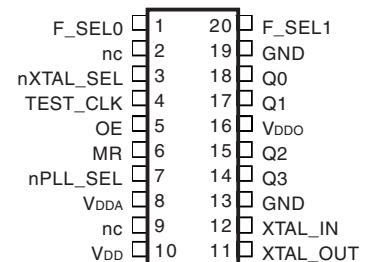 F_SEL0 1 20 F_SEL1
nc 2 19 GND
nXTAL_SEL 3 18 Q0
TEST_CLK 4 17 Q1
OE 5 16 VDDO
MR 6 15 Q2
nPLL_SEL 7 14 Q3
VDDA 8 13 GND
nc 9 12 XTAL_IN
VDD 10 11 XTAL_OUT